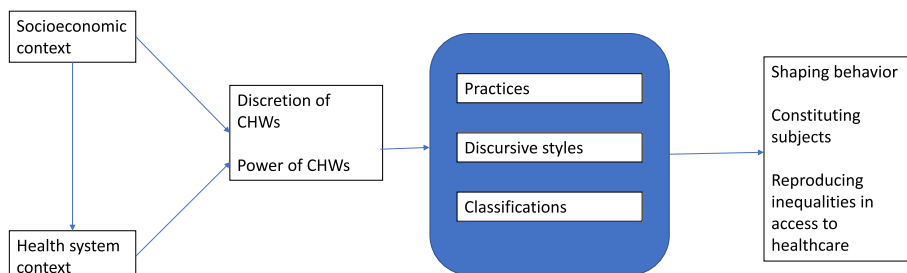 Socioeconomic
context
Discretion of
CHWs
Power of CHWs
Health system
context
Practices
Discursive styles
Classifications
Shaping behavior
Constituting
subjects
Reproducing
inequalities in
access to
healthcare